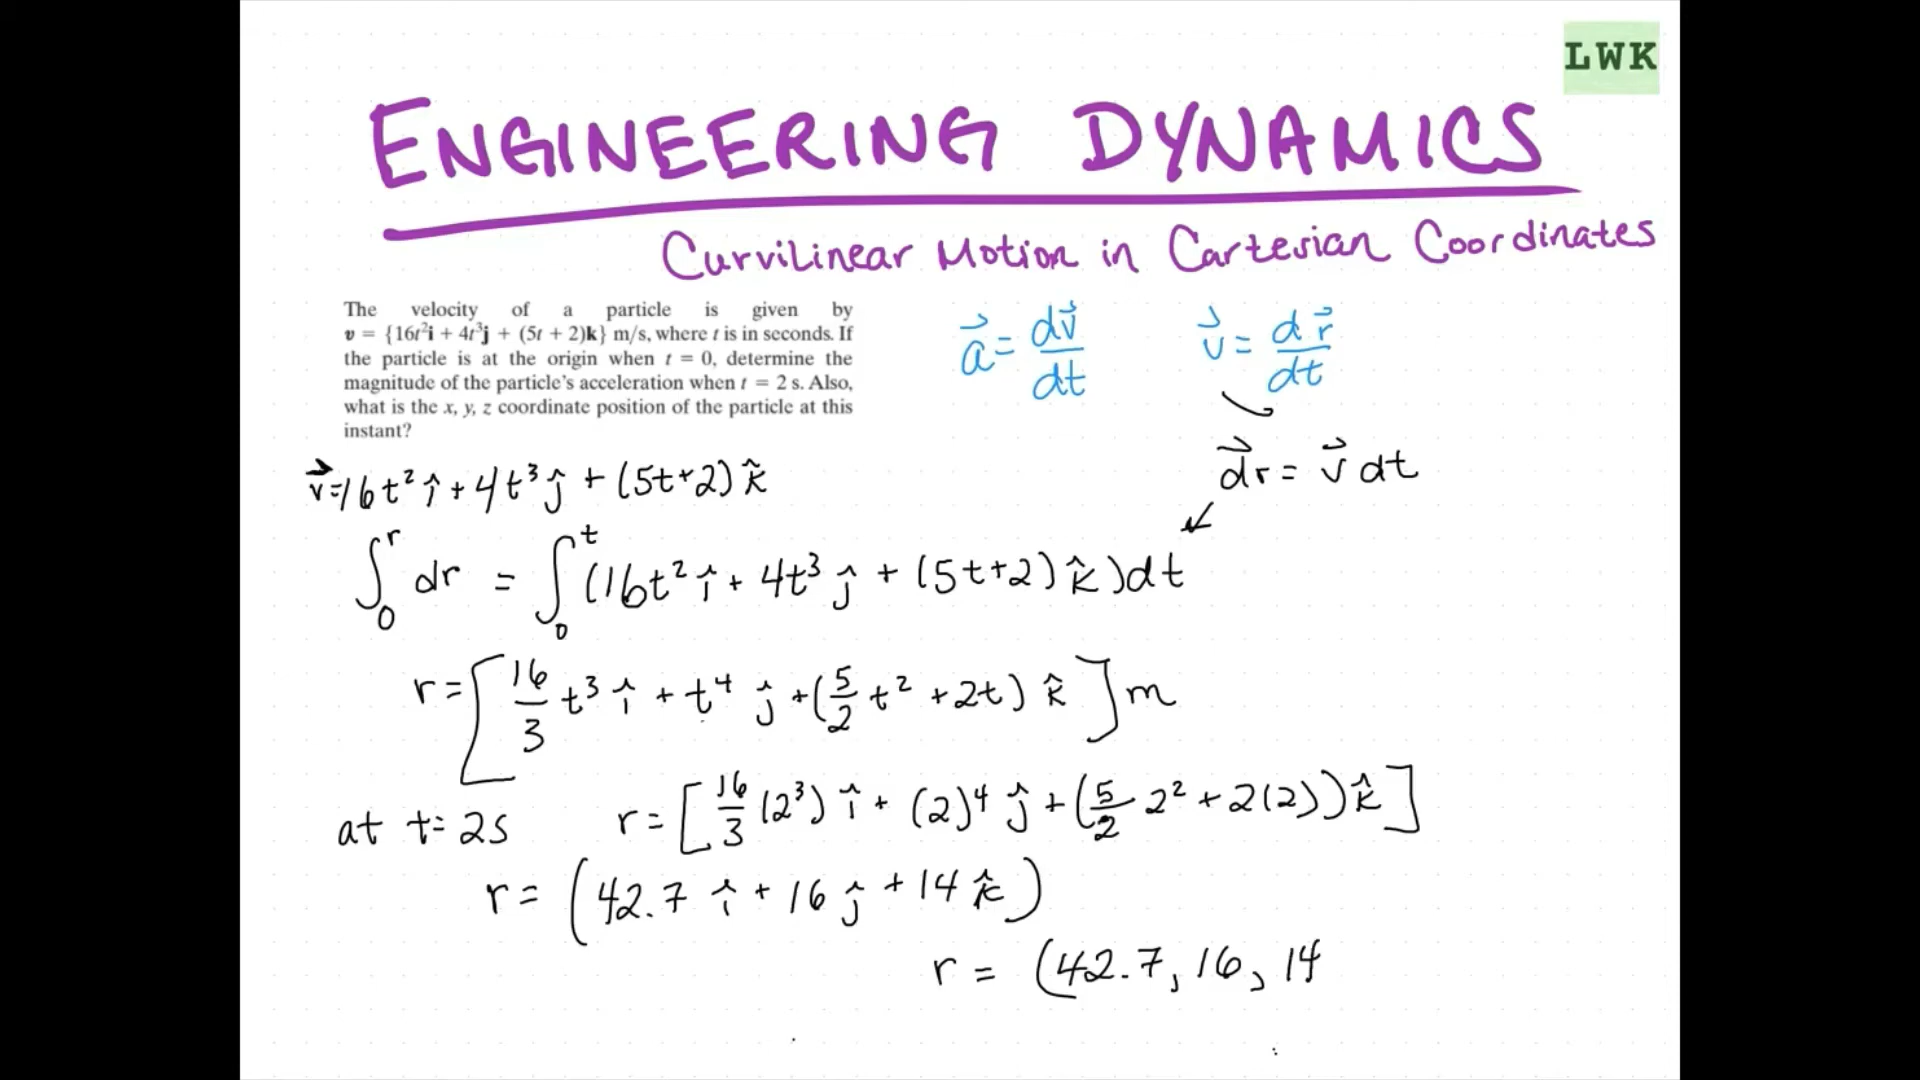 LWK
ENGINEERING DYNAMICS
Curvilinear Motion in Cartesian Coordinates
The velocity of a particle is given by
v = {16t²i + 4t³j + (5t + 2)k} m/s, where t is in seconds. If
the particle is at the origin when t = 0, determine the
magnitude of the particle's acceleration when t = 2 s. Also,
what is the x, y, z coordinate position of the particle at this
instant?
a⃗ = dv⃗/dt
v⃗ = dr⃗/dt
d⃗r = v⃗ dt
v⃗=16t² î + 4t³ ĵ + (5t+2) k̂
∫₀ʳ dr = ∫₀ᵗ (16t² î + 4t³ ĵ + (5t+2) k̂)dt
r = [16/3 t³ î + t⁴ ĵ + (5/2 t² + 2t) k̂] m
at t = 2s r = [16/3 (2³) î + (2)⁴ ĵ + (5/2 2² + 2(2)) k̂]
r = (42.7 î + 16 ĵ + 14 k̂)
r = (42.7, 16, 14